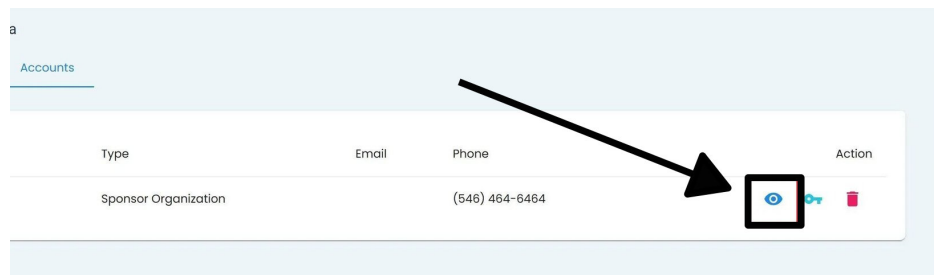 a
Accounts
Type Email Phone Action
Sponsor Organization (546) 464-6464